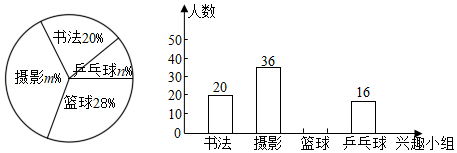 书法20%
摄影m%
乒乓球n%
篮球28%
人数
50
40
30
20
10
0
20
36
16
书法
摄影
篮球
乒乓球
兴趣小组